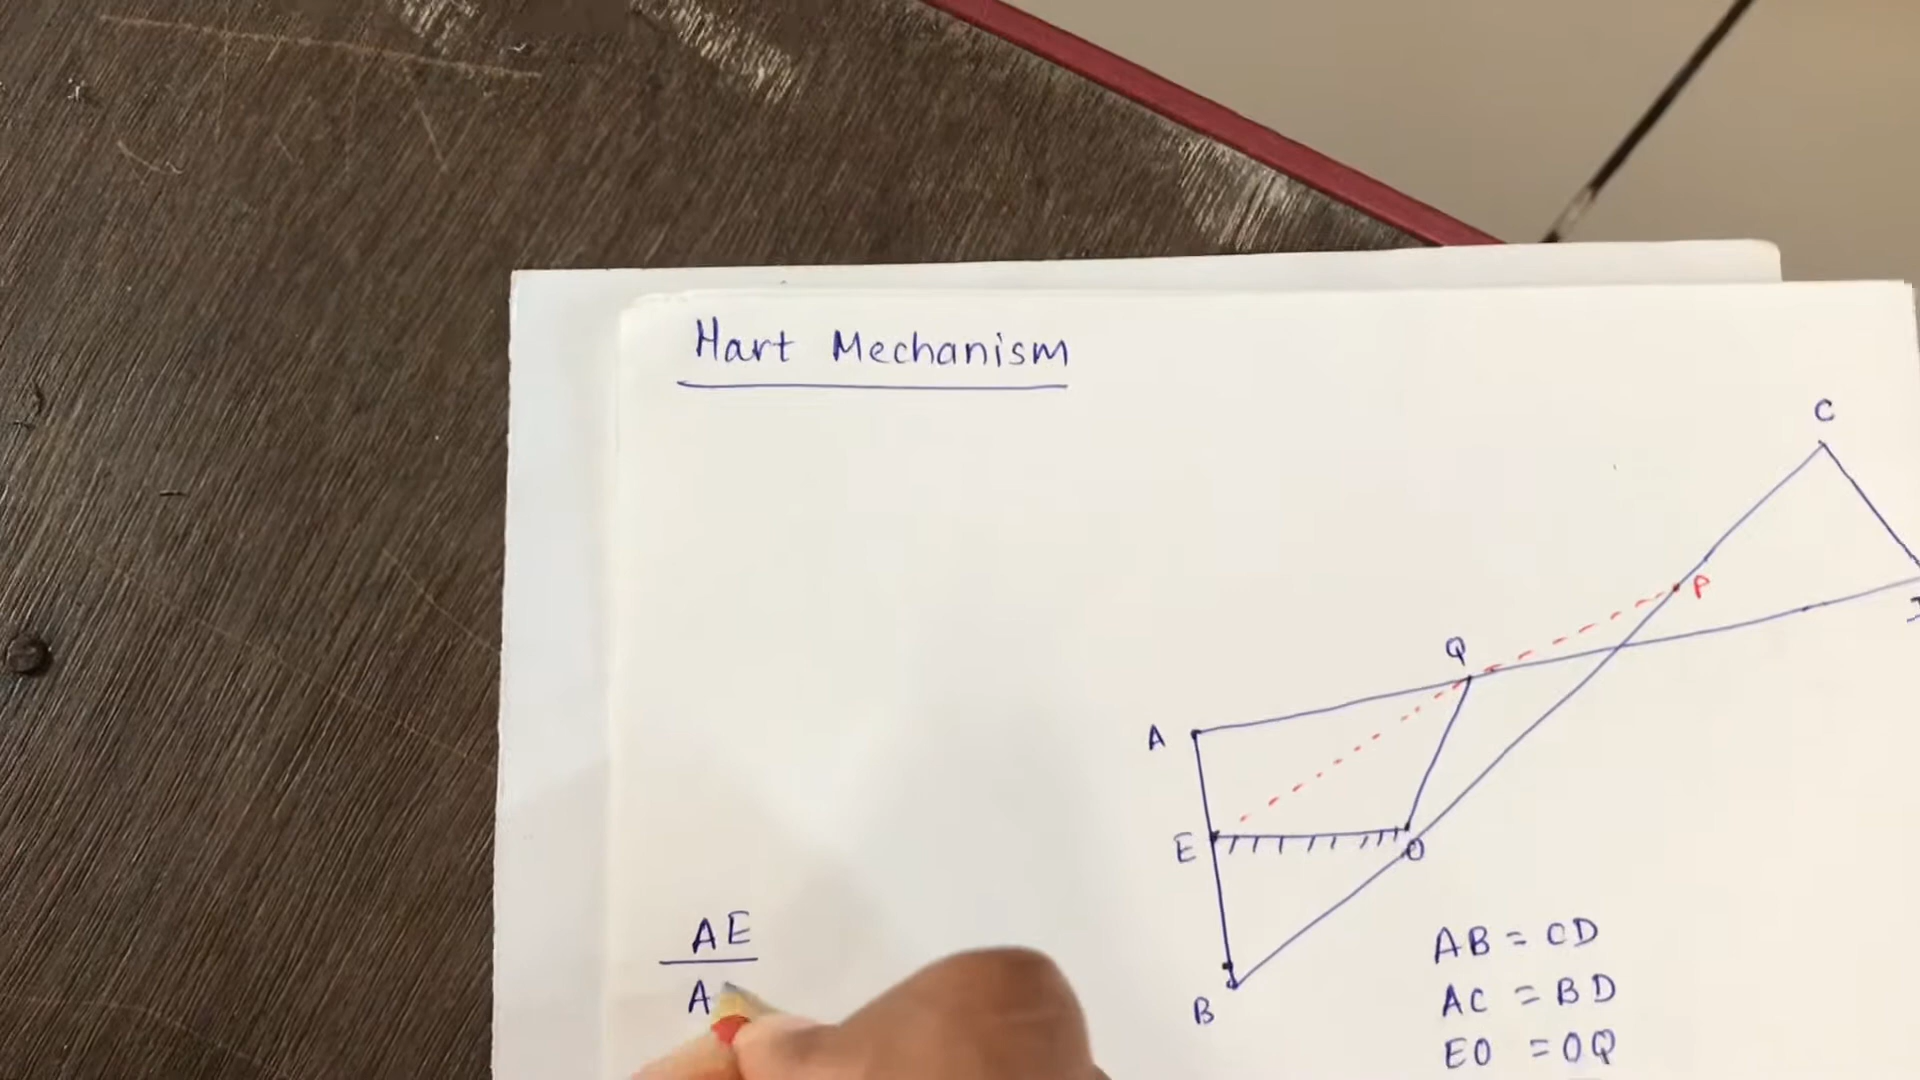 Hart Mechanism
C
P
Q
A
E
O
B
AE
A
AB = CD
AC = BD
EO = OQ